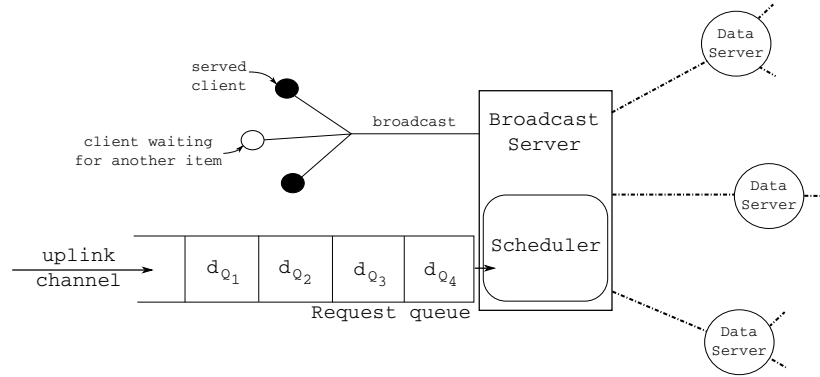 served
client
client waiting
for another item
broadcast
Broadcast
Server
Scheduler
uplink
channel
dQ1
dQ2
dQ3
dQ4
Request queue
Data
Server
Data
Server
Data
Server